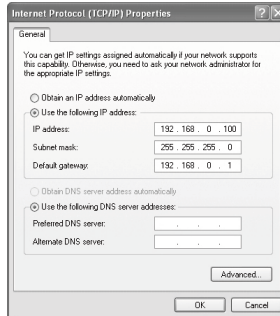 Internet Protocol (TCP/IP) Properties
General
You can get IP settings assigned automatically if your network supports
this capability. Otherwise, you need to ask your network administrator for
the appropriate IP settings.
Obtain an IP address automatically
Use the following IP address:
IP address: 192 . 168 . 0 . 100
Subnet mask: 255 . 255 . 255 . 0
Default gateway: 192 . 168 . 0 . 1
Obtain DNS server address automatically
Use the following DNS server addresses:
Preferred DNS server: . . .
Alternate DNS server: . . .
Advanced...
OK Cancel